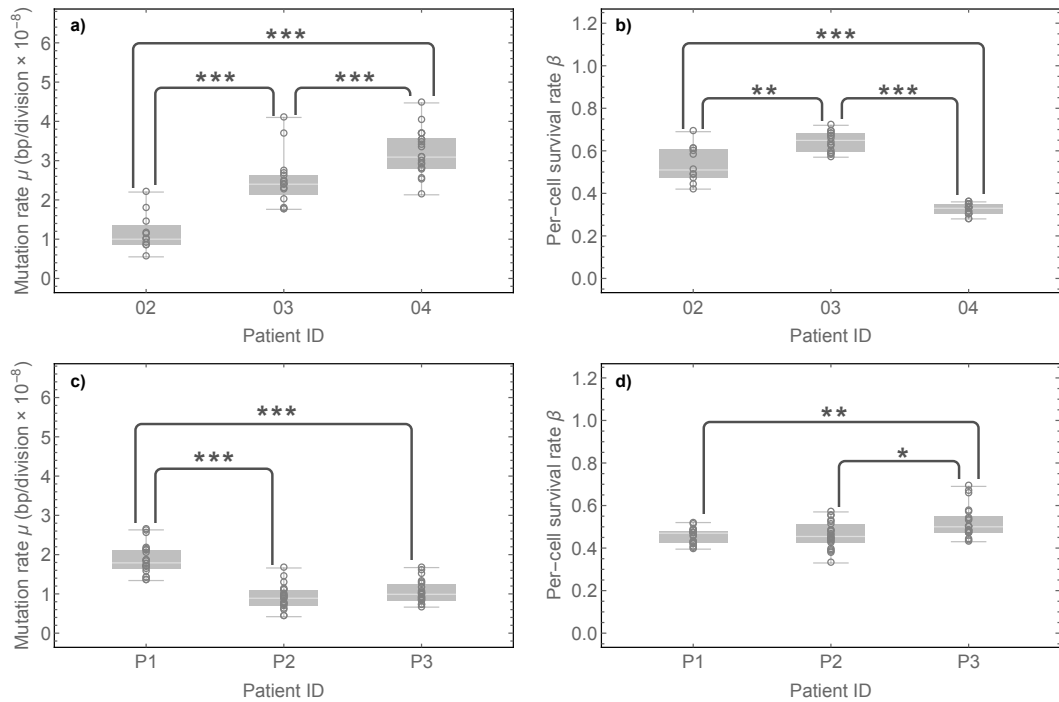 a)
Mutation rate μ (bp/division × 10⁻⁸)
6
5
4
3
2
1
0
***
***
***
02
03
04
Patient ID
b)
Per-cell survival rate β
1.2
1.0
0.8
0.6
0.4
0.2
0.0
***
**
***
02
03
04
Patient ID
c)
Mutation rate μ (bp/division × 10⁻⁸)
6
5
4
3
2
1
0
***
***
P1
P2
P3
Patient ID
d)
Per-cell survival rate β
1.2
1.0
0.8
0.6
0.4
0.2
0.0
**
*
P1
P2
P3
Patient ID